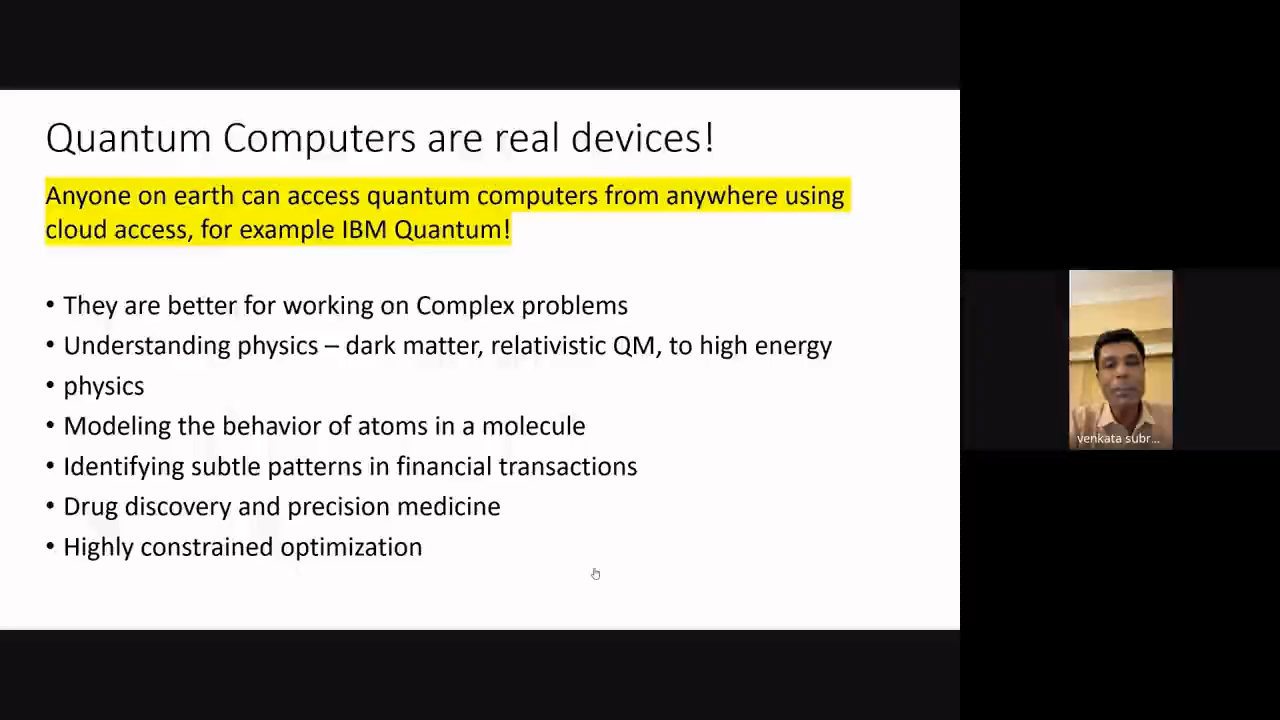 Quantum Computers are real devices!
Anyone on earth can access quantum computers from anywhere using
cloud access, for example IBM Quantum!
• They are better for working on Complex problems
• Understanding physics – dark matter, relativistic QM, to high energy
• physics
• Modeling the behavior of atoms in a molecule
• Identifying subtle patterns in financial transactions
• Drug discovery and precision medicine
• Highly constrained optimization
venkata subr...